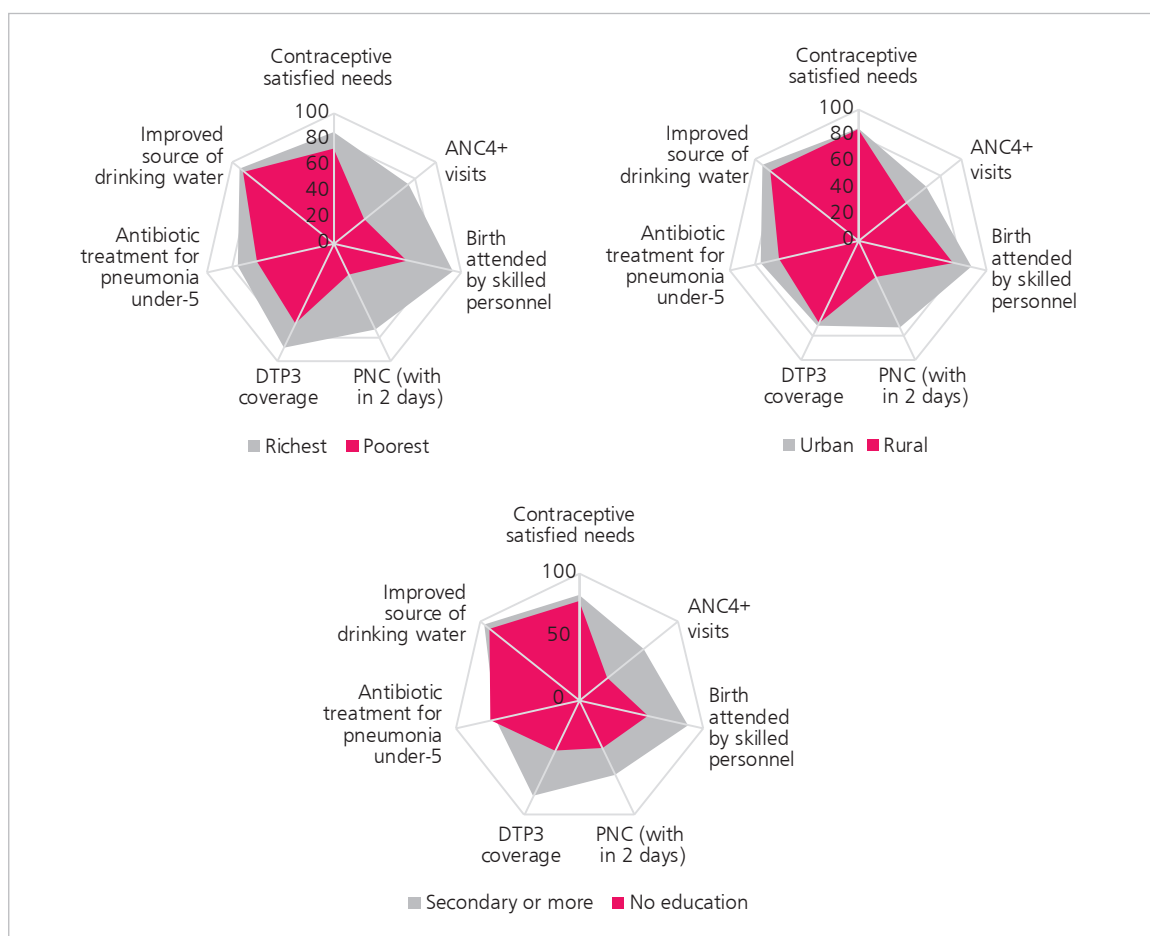 Contraceptive
satisfied needs
100
80
60
40
20
0
ANC4+
visits
Birth
attended
by skilled
personnel
PNC (with
in 2 days)
DTP3
coverage
Antibiotic
treatment for
pneumonia
under-5
Improved
source of
drinking water
Richest Poorest
Contraceptive
satisfied needs
100
80
60
40
20
0
ANC4+
visits
Birth
attended
by skilled
personnel
PNC (with
in 2 days)
DTP3
coverage
Antibiotic
treatment for
pneumonia
under-5
Improved
source of
drinking water
Urban Rural
Contraceptive
satisfied needs
100
50
0
ANC4+
visits
Birth
attended
by skilled
personnel
PNC (with
in 2 days)
DTP3
coverage
Antibiotic
treatment for
pneumonia
under-5
Improved
source of
drinking water
Secondary or more No education